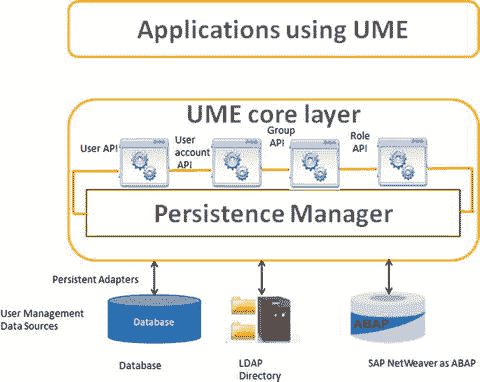 Applications using UME
UME core layer
User API
User
account
API
Group
API
Role
API
Persistence Manager
Persistent Adapters
User Management
Data Sources
Database
Database
LDAP
Directory
ABAP
SAP NetWeaver as ABAP